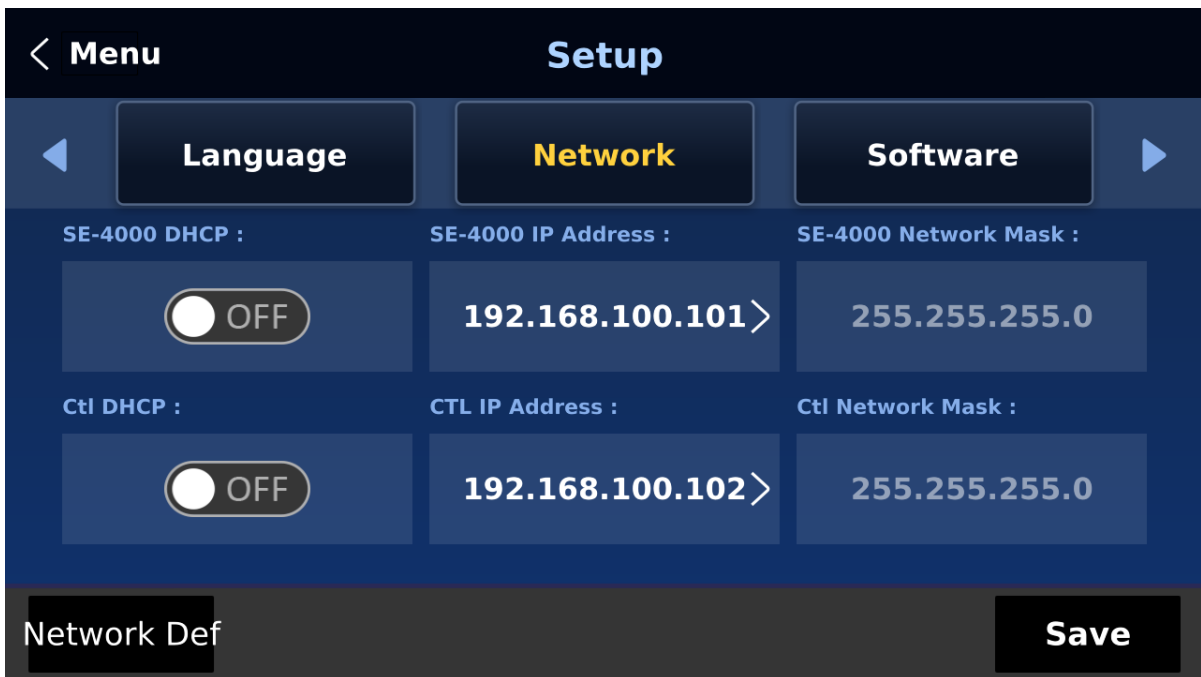 Menu
Setup
Language
Network
Software
SE-4000 DHCP :
SE-4000 IP Address :
SE-4000 Network Mask :
OFF
192.168.100.101
255.255.255.0
Ctl DHCP :
CTL IP Address :
Ctl Network Mask :
OFF
192.168.100.102
255.255.255.0
Network Def
Save